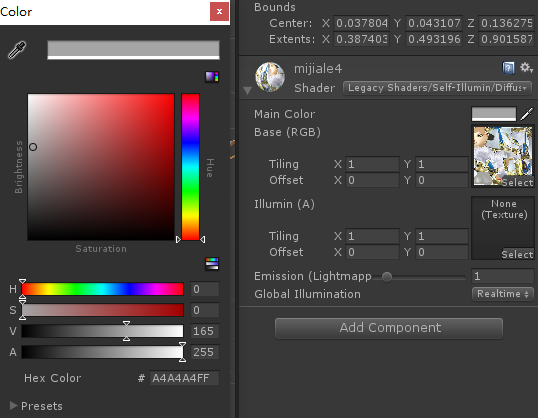 Color
x
Brightness
Hue
Saturation
H 0
S 0
V 165
A 255
Hex Color # A4A4A4FF
Presets
Bounds
Center: X 0.037804 Y 0.043107 Z 0.136275
Extents: X 0.387403 Y 0.493196 Z 0.901587
mijiale4
Shader Legacy Shaders/Self-Illumin/Diffus
Main Color
Base (RGB)
Tiling X 1 Y 1
Offset X 0 Y 0
Select
Illumin (A)
None
(Texture)
Tiling X 1 Y 1
Offset X 0 Y 0
Select
Emission (Lightmapp 1
Global Illumination Realtime
Add Component